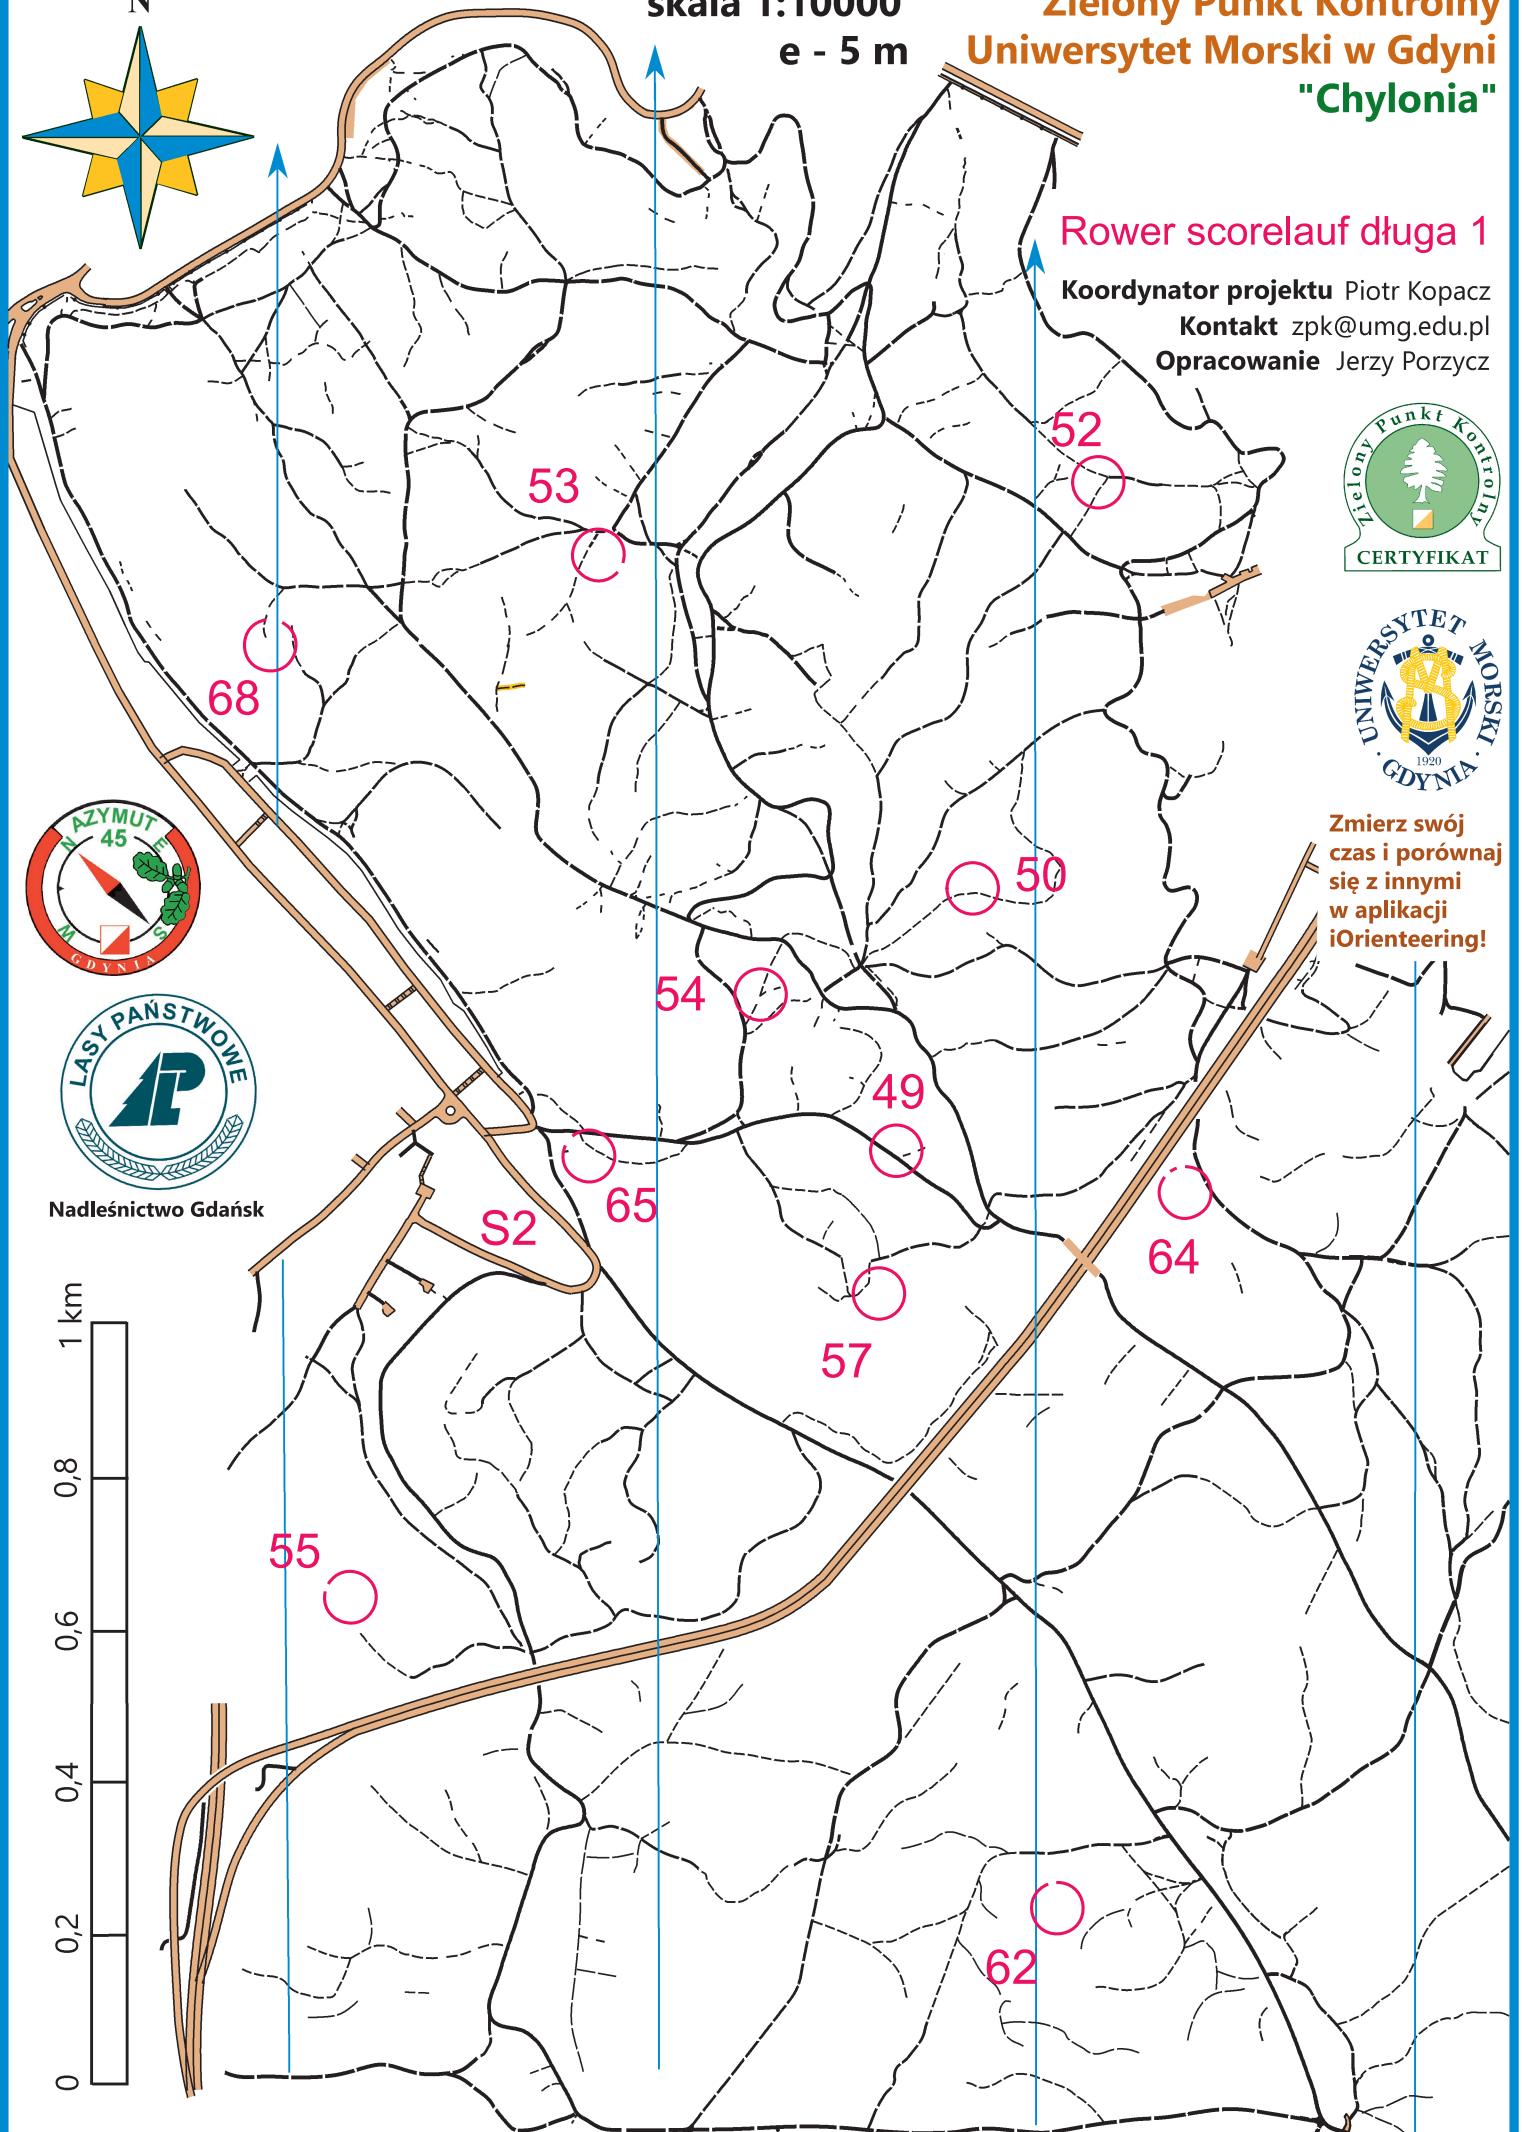 N
skala 1:10000
e - 5 m
Zielony Punkt Kontrolny
Uniwersytet Morski w Gdyni
"Chylonia"
Rower scorelauf długa 1
Koordynator projektu Piotr Kopacz
Kontakt zpk@umg.edu.pl
Opracowanie Jerzy Porzycz
Zielony Punkt Kontrolny
CERTYFIKAT
UNIWERSYTET MORSKI
1920
· GDYNIA ·
Zmierz swój
czas i porównaj
się z innymi
w aplikacji
iOrienteering!
AZYMUT
45
N
E
W
S
GDYNIA
LASY PAŃSTWOWE
Nadleśnictwo Gdańsk
52
53
68
50
54
49
65
S2
64
57
55
62
1 km
0,8
0,6
0,4
0,2
0